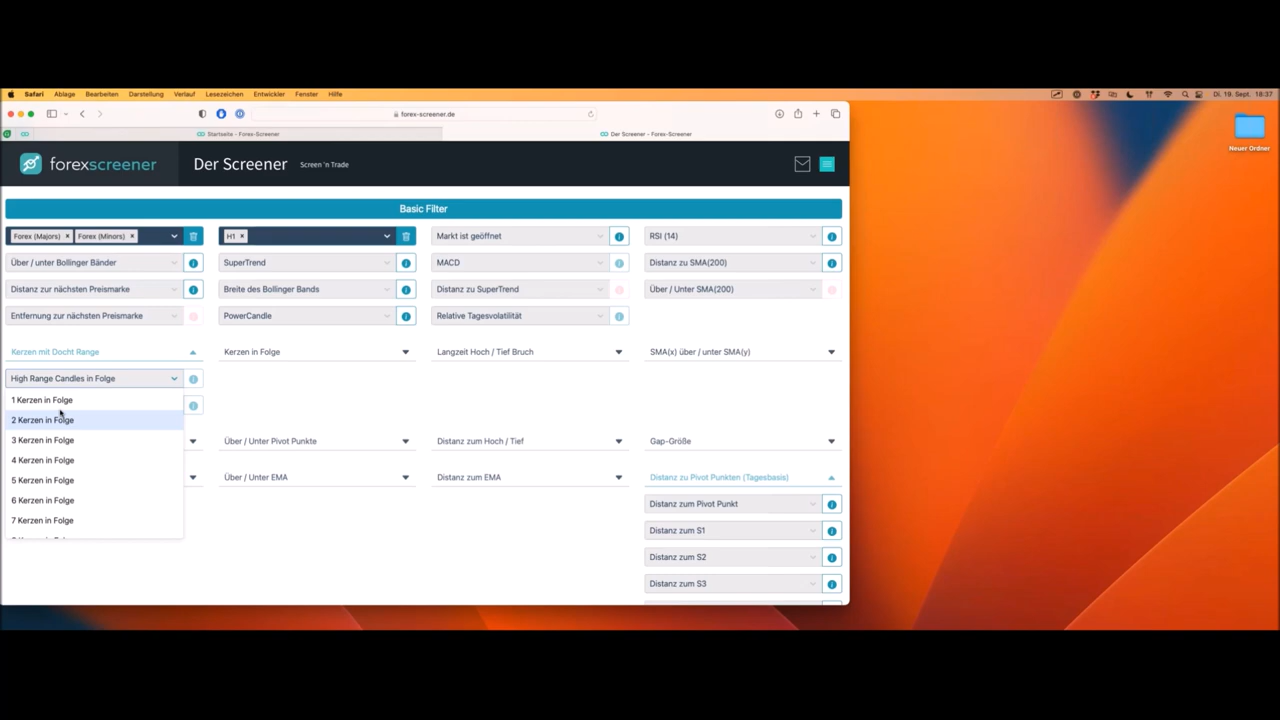 Safari Ablage Bearbeiten Darstellung Verlauf Lesezeichen Entwickler Fenster Hilfe
Di. 19. Sept. 18:37
forex-screener.de
Startseite - Forex-Screener
Der Screener - Forex-Screener
forexscreener
Der Screener
Screen 'n Trade
Neuer Ordner
Basic Filter
Forex (Majors) × Forex (Minors) ×
H1 ×
Markt ist geöffnet
RSI (14)
Über / unter Bollinger Bänder
SuperTrend
MACD
Distanz zu SMA(200)
Distanz zur nächsten Preismarke
Breite des Bollinger Bands
Distanz zu SuperTrend
Über / Unter SMA(200)
Entfernung zur nächsten Preismarke
PowerCandle
Relative Tagesvolatilität
Kerzen mit Docht Range
Kerzen in Folge
Langzeit Hoch / Tief Bruch
SMA(x) über / unter SMA(y)
High Range Candles in Folge
1 Kerzen in Folge
2 Kerzen in Folge
3 Kerzen in Folge
4 Kerzen in Folge
5 Kerzen in Folge
6 Kerzen in Folge
7 Kerzen in Folge
Über / Unter Pivot Punkte
Distanz zum Hoch / Tief
Gap-Größe
Über / Unter EMA
Distanz zum EMA
Distanz zu Pivot Punkten (Tagesbasis)
Distanz zum Pivot Punkt
Distanz zum S1
Distanz zum S2
Distanz zum S3